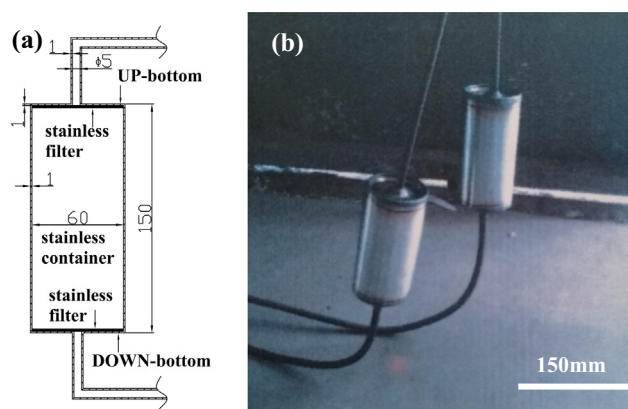 (a)
1
ϕ5
UP-bottom
1
stainless
filter
1
60
150
stainless
container
stainless
filter
DOWN-bottom
(b)
150mm